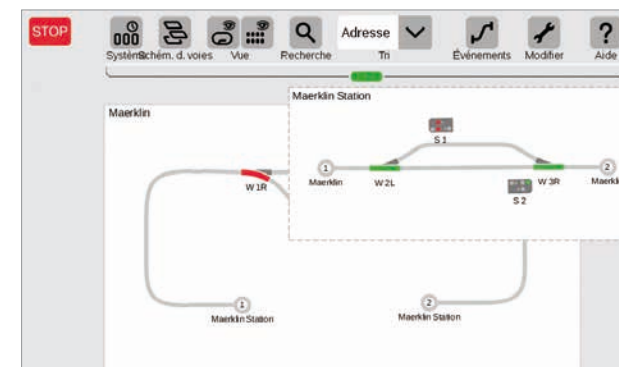 STOP
Adresse
Système
Schém. d. voies
Vue
Recherche
Tri
Événements
Modifier
Aide
Maerklin Station
Maerklin
S 1
1
2
W 1R
Maerklin
W 2L
W 3R
Maerkl
S 2
1
2
Maerklin Station
Maerklin Station